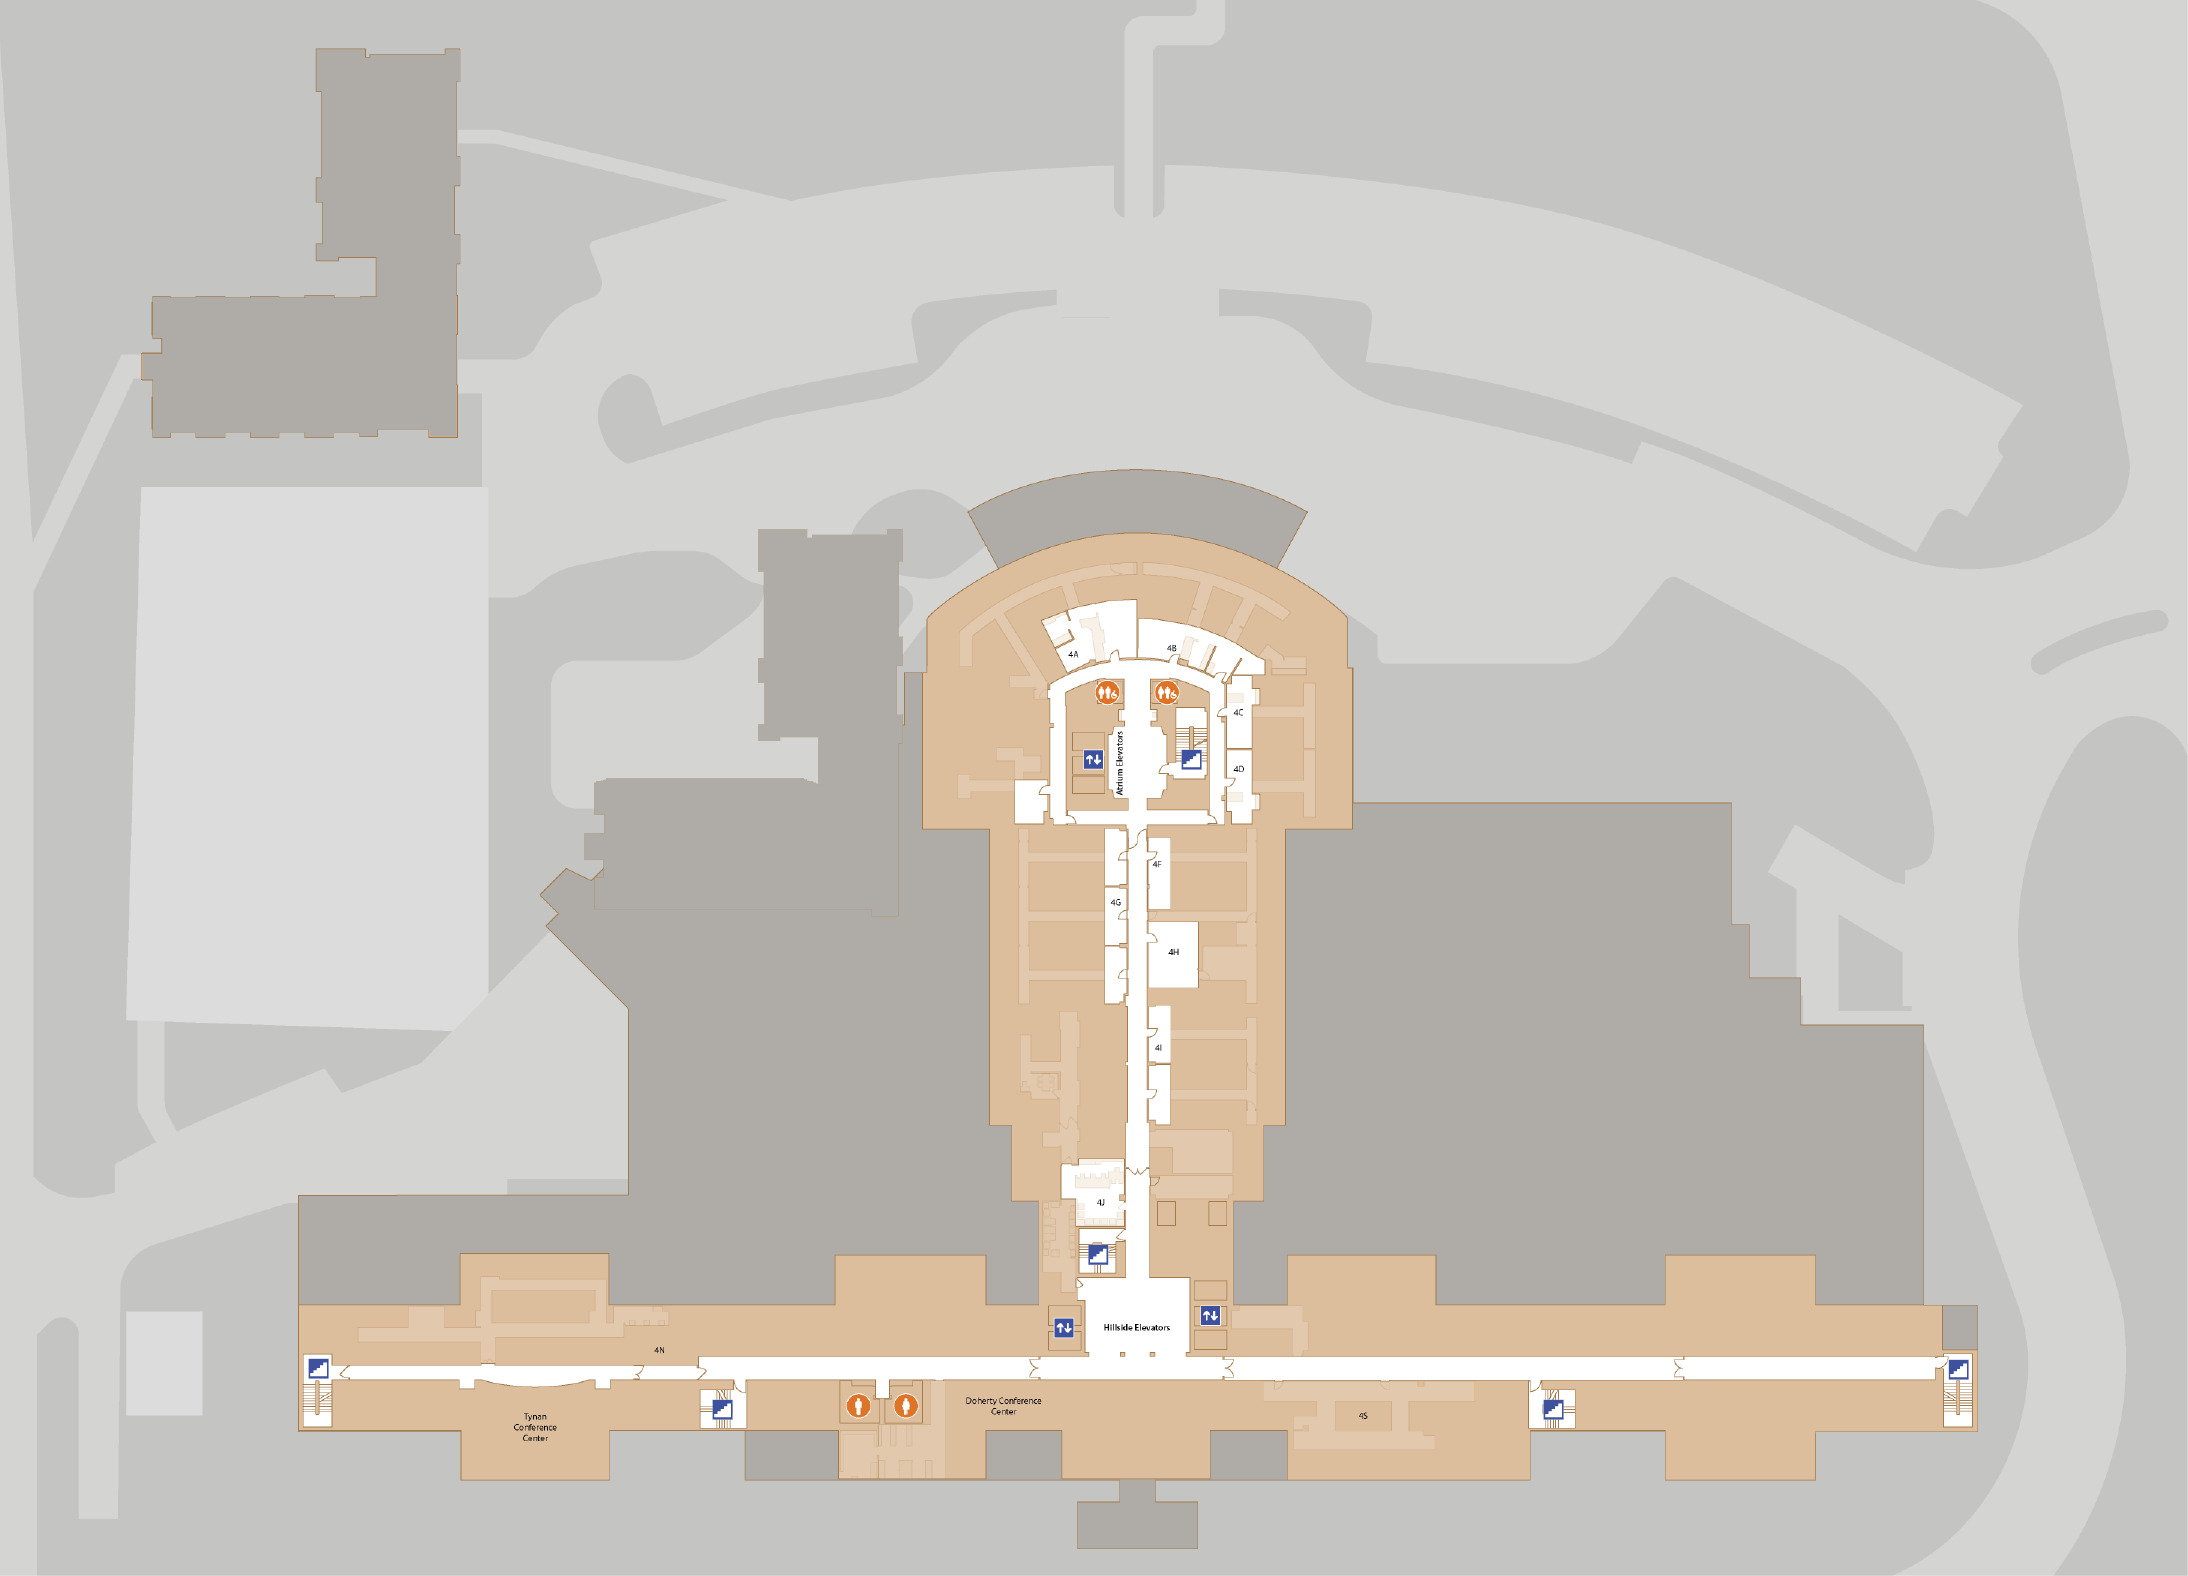 4A
4B
4C
Atrium Elevators
4D
4F
4G
4H
4I
4J
Hillside Elevators
4N
Doherty Conference
Center
4S
Tynan
Conference
Center